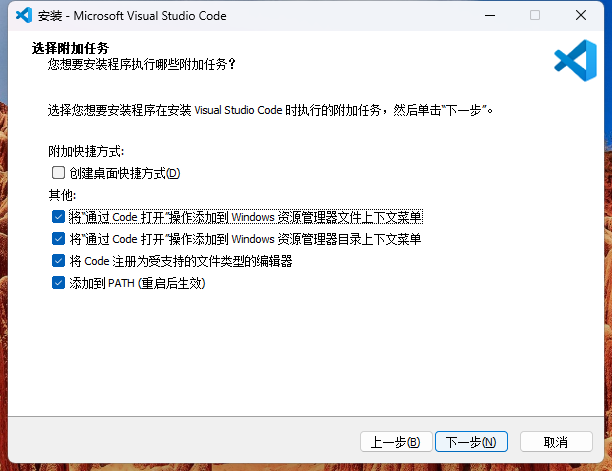 安装 - Microsoft Visual Studio Code
选择附加任务
您想要安装程序执行哪些附加任务？
选择您想要安装程序在安装 Visual Studio Code 时执行的附加任务，然后单击“下一步”。
附加快捷方式:
创建桌面快捷方式(D)
其他:
将“通过 Code 打开”操作添加到 Windows 资源管理器文件上下文菜单
将“通过 Code 打开”操作添加到 Windows 资源管理器目录上下文菜单
将 Code 注册为受支持的文件类型的编辑器
添加到 PATH (重启后生效)
上一步(B) 下一步(N) 取消